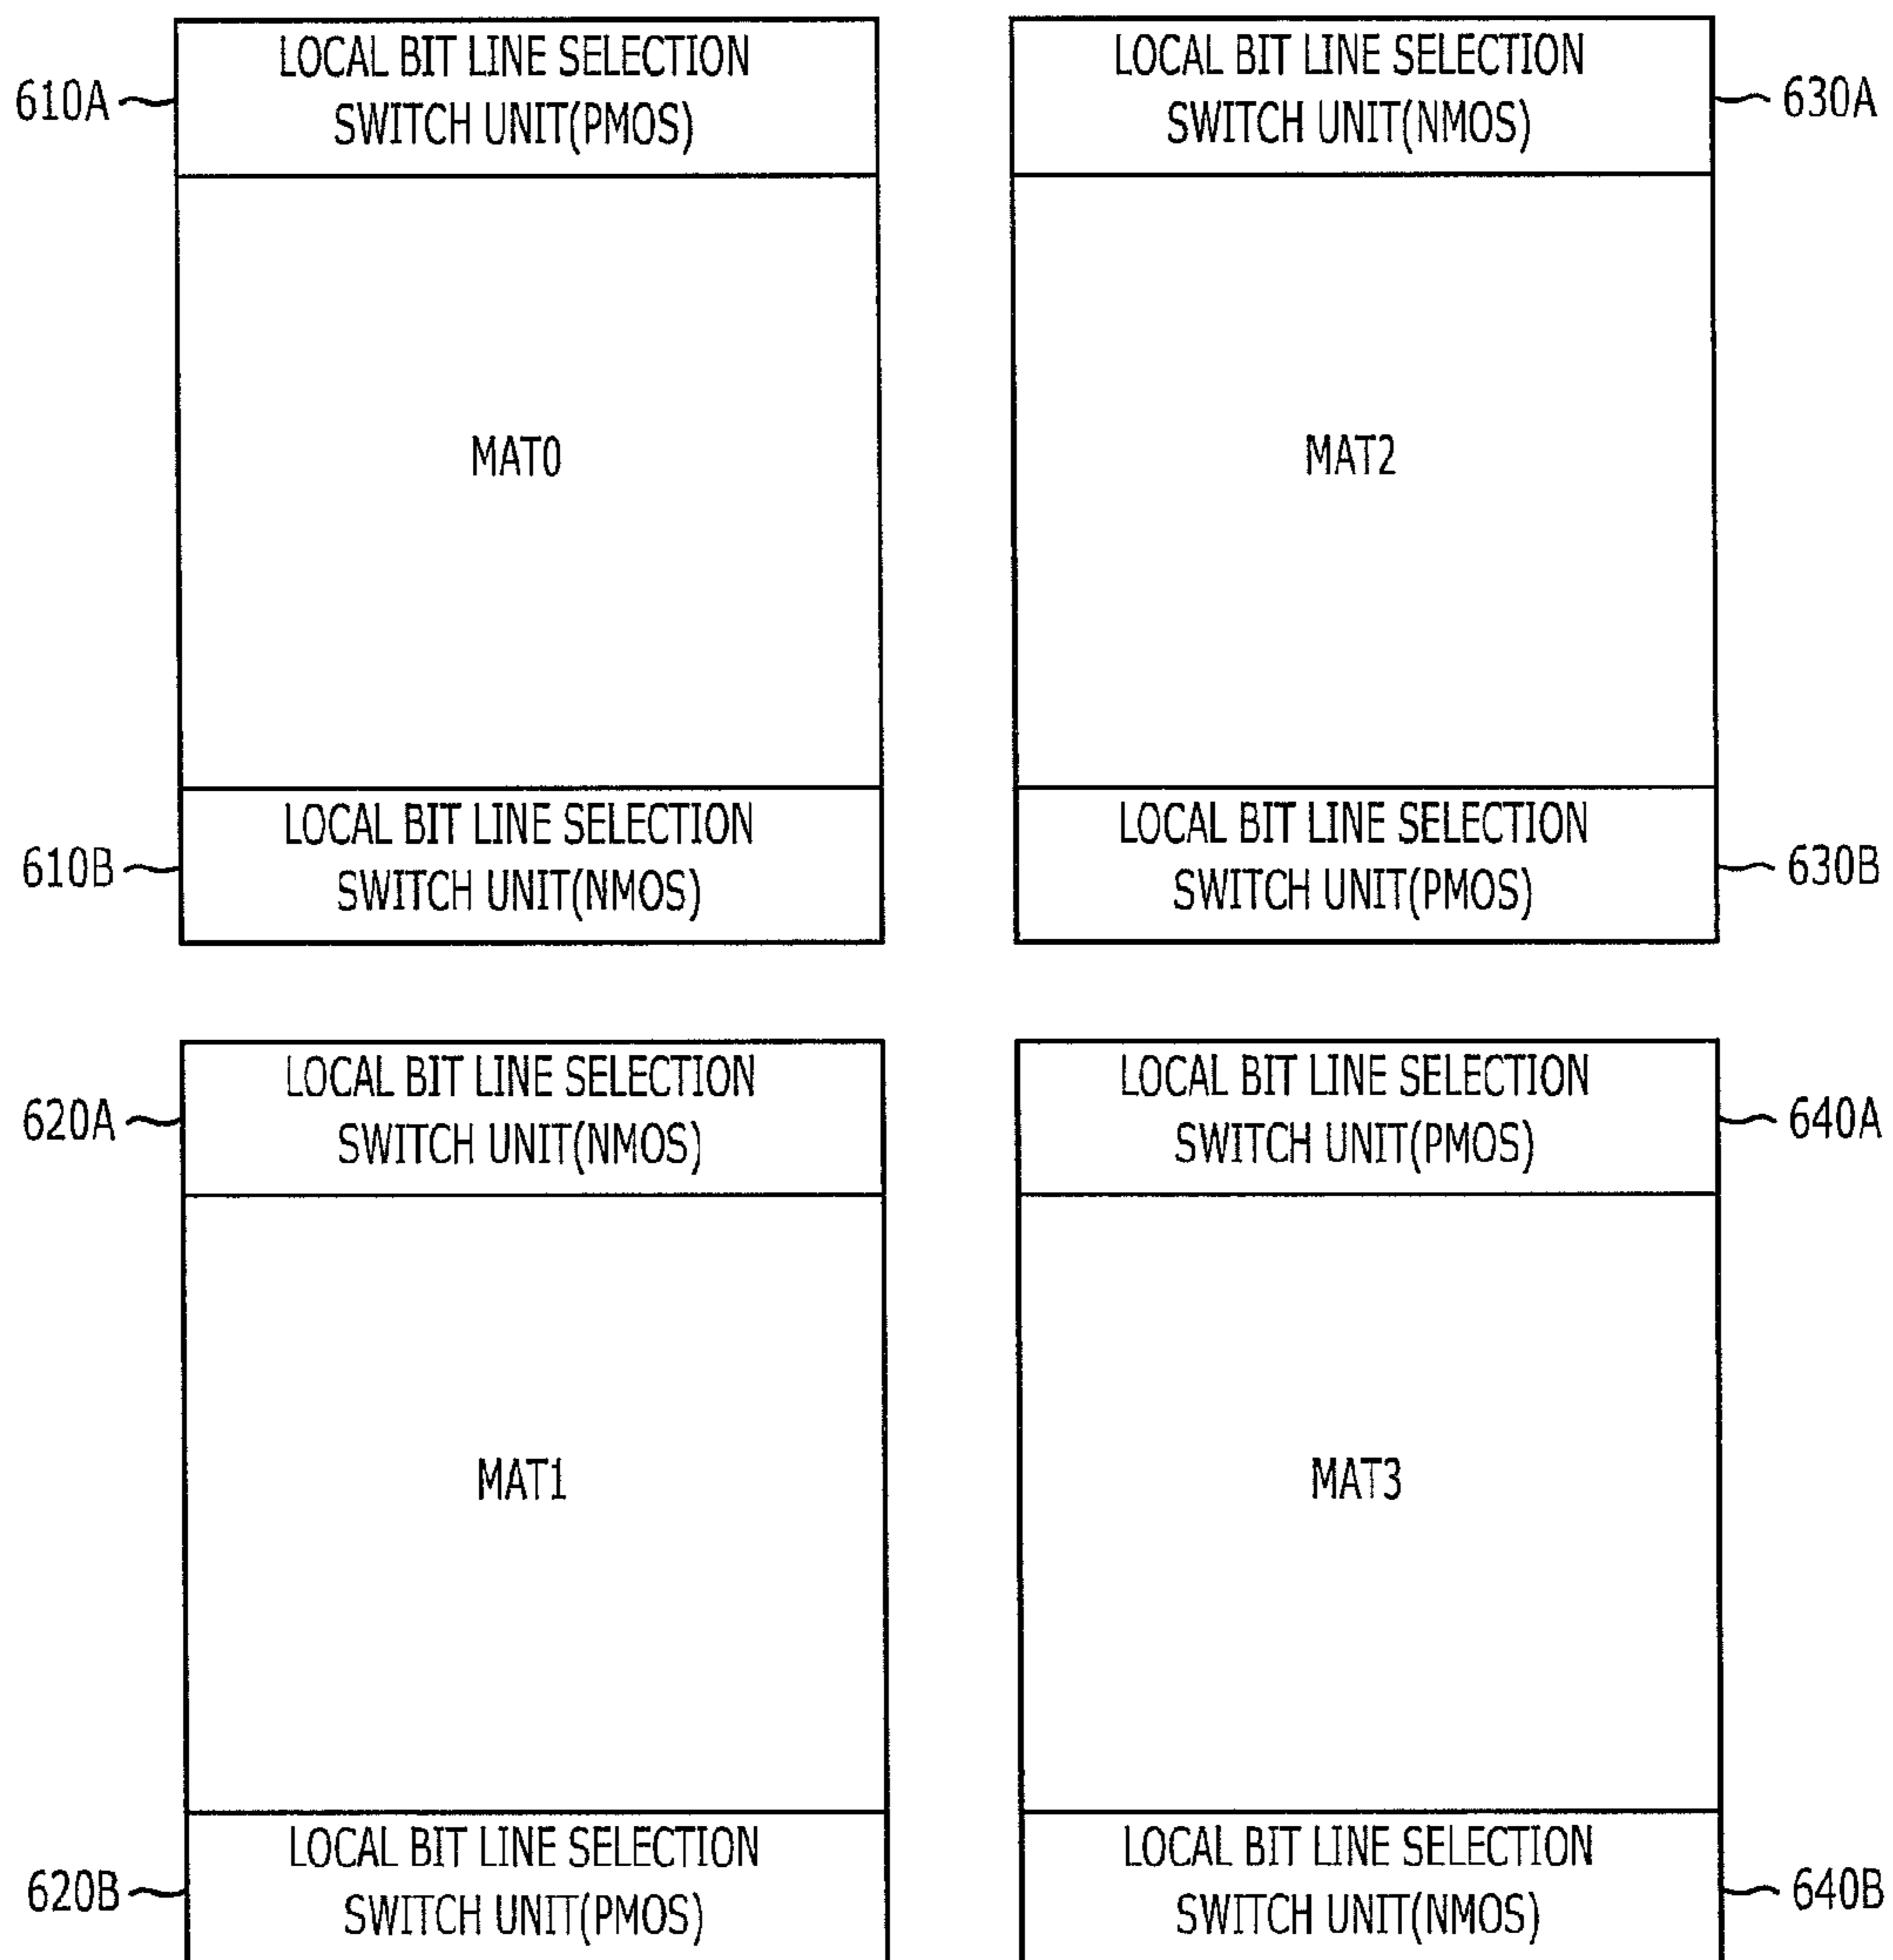 610A
LOCAL BIT LINE SELECTION
SWITCH UNIT(PMOS)
MAT0
610B
LOCAL BIT LINE SELECTION
SWITCH UNIT(NMOS)
LOCAL BIT LINE SELECTION
SWITCH UNIT(NMOS)
630A
MAT2
LOCAL BIT LINE SELECTION
SWITCH UNIT(PMOS)
630B
620A
LOCAL BIT LINE SELECTION
SWITCH UNIT(NMOS)
MAT1
620B
LOCAL BIT LINE SELECTION
SWITCH UNIT(PMOS)
LOCAL BIT LINE SELECTION
SWITCH UNIT(PMOS)
640A
MAT3
LOCAL BIT LINE SELECTION
SWITCH UNIT(NMOS)
640B